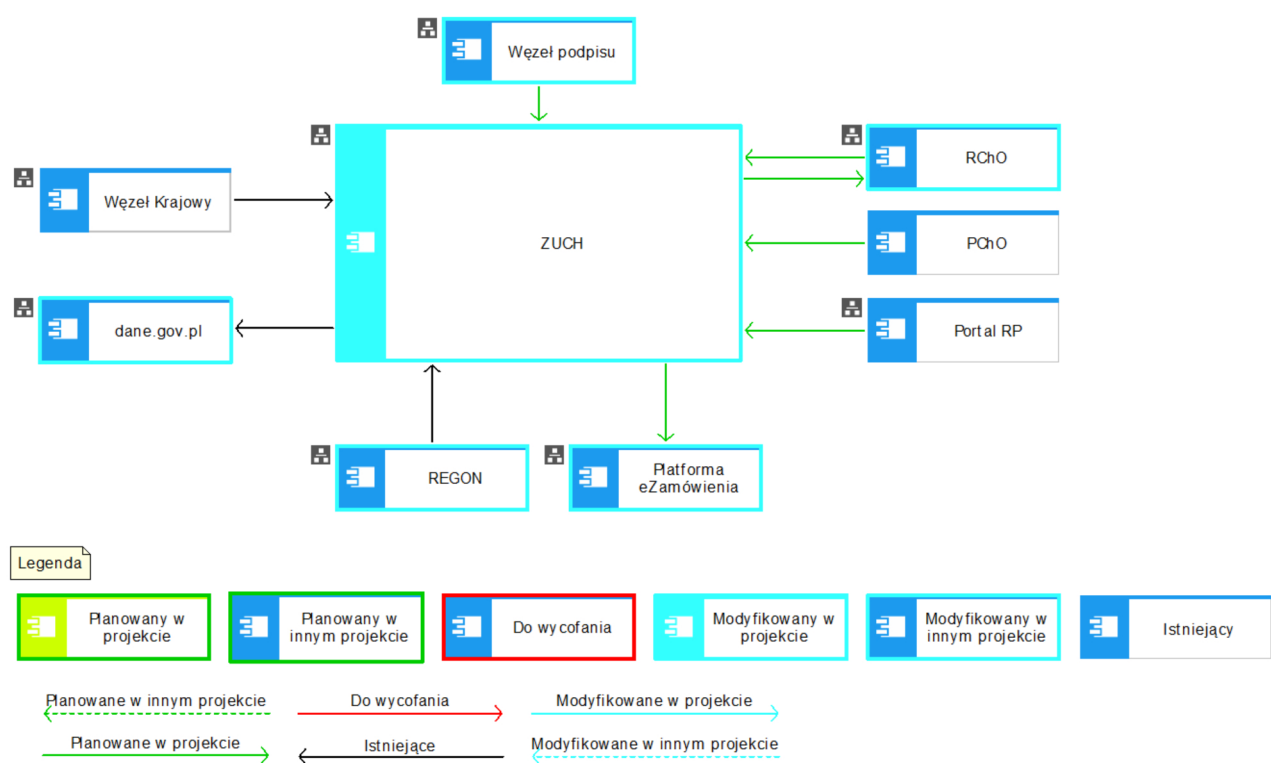 Węzeł podpisu
Węzeł Krajowy
dane.gov.pl
ZUCH
RChO
PChO
Portal RP
REGON
Platforma
eZamówienia
Legenda
Planowany w
projekcie
Planowany w
innym projekcie
Do wycofania
Modyfikowany w
projekcie
Modyfikowany w
innym projekcie
Istniejący
Planowane w innym projekcie
Do wycofania
Modyfikowane w projekcie
Planowane w projekcie
Istniejące
Modyfikowane w innym projekcie